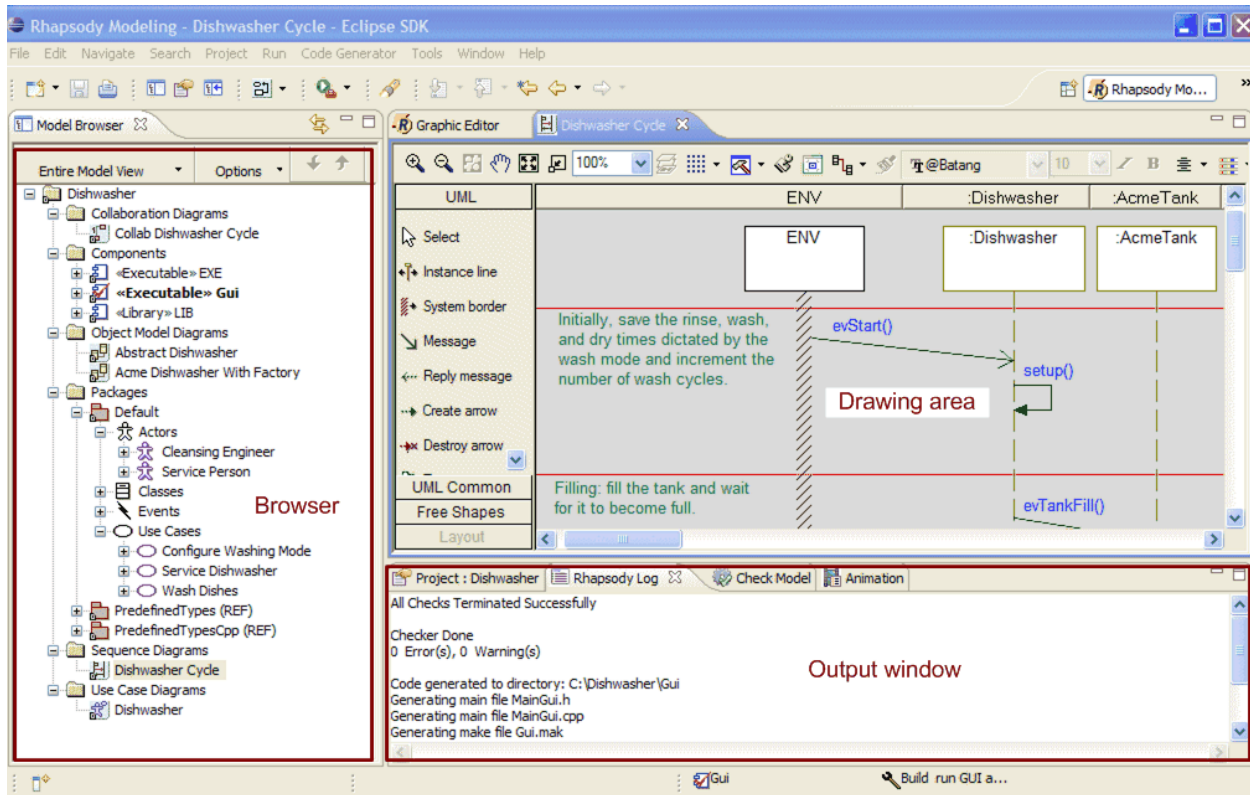 Rhapsody Modeling - Dishwasher Cycle - Eclipse SDK
File Edit Navigate Search Project Run Code Generator Tools Window Help
Rhapsody Mo...
Model Browser
Entire Model View Options
Dishwasher
Collaboration Diagrams
Collab Dishwasher Cycle
Components
«Executable» EXE
«Executable» Gui
«Library» LIB
Object Model Diagrams
Abstract Dishwasher
Acme Dishwasher With Factory
Packages
Default
Actors
Cleansing Engineer
Service Person
Classes
Events
Use Cases
Configure Washing Mode
Service Dishwasher
Wash Dishes
PredefinedTypes (REF)
PredefinedTypesCpp (REF)
Sequence Diagrams
Dishwasher Cycle
Use Case Diagrams
Dishwasher
Browser
Graphic Editor Dishwasher Cycle
100% @Batang 10 I B
UML
Select
Instance line
System border
Message
Reply message
Create arrow
Destroy arrow
UML Common
Free Shapes
Layout
ENV :Dishwasher :AcmeTank
ENV :Dishwasher :AcmeTank
Initially, save the rinse, wash,
and dry times dictated by the
wash mode and increment the
number of wash cycles.
evStart()
setup()
Drawing area
Filling: fill the tank and wait
for it to become full.
evTankFill()
Project : Dishwasher Rhapsody Log Check Model Animation
All Checks Terminated Successfully
Checker Done
0 Error(s), 0 Warning(s)
Code generated to directory: C:\Dishwasher\Gui
Generating main file MainGui.h
Generating main file MainGui.cpp
Generating make file Gui.mak
Output window
Gui Build run GUI a...